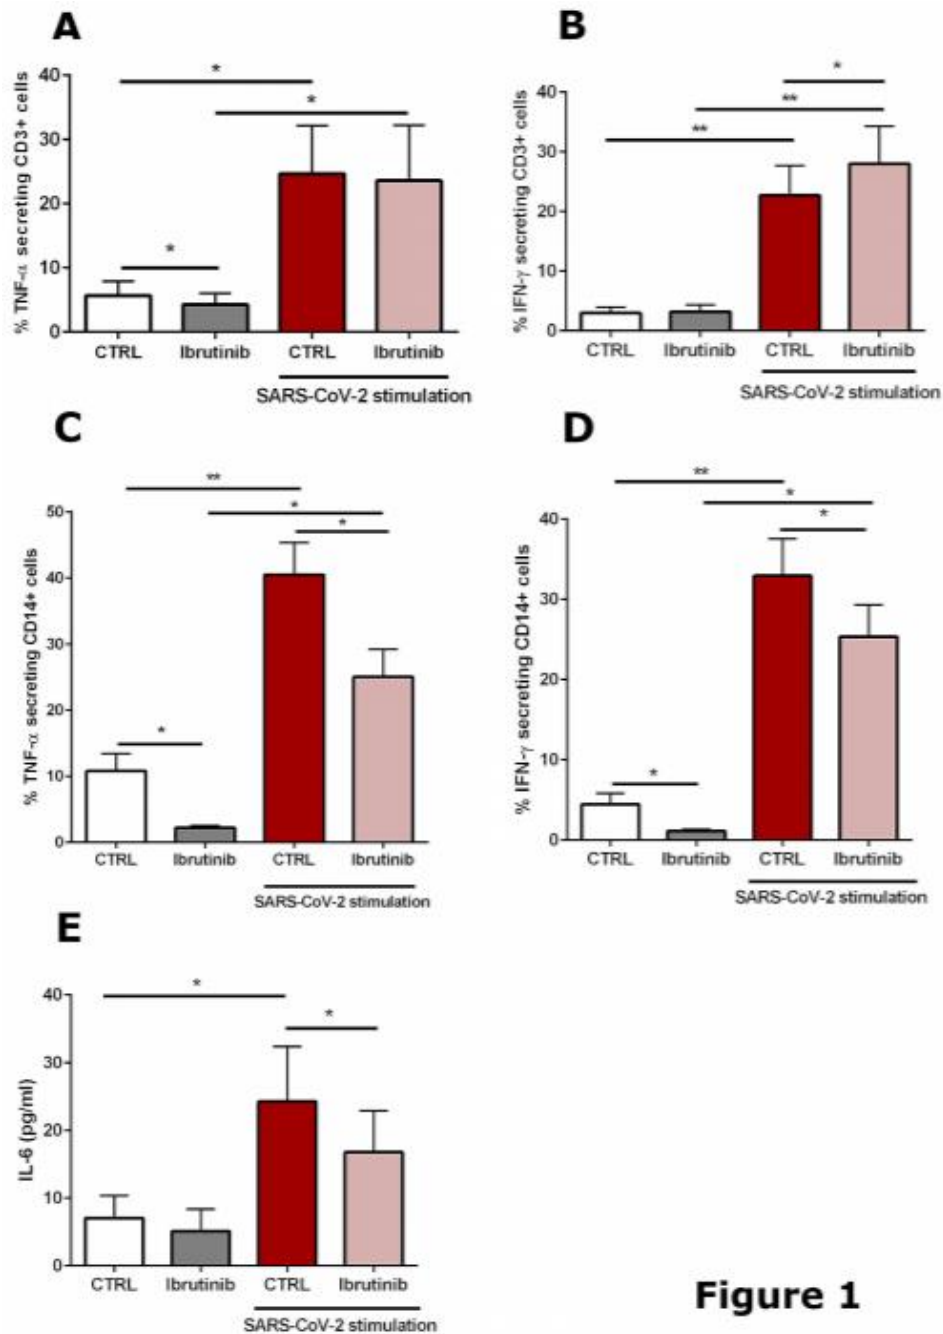 A
% TNF-α secreting CD3+ cells
40
30
20
10
0
*
*
*
CTRL Ibrutinib CTRL Ibrutinib
SARS-CoV-2 stimulation
B
% IFN-γ secreting CD3+ cells
40
30
20
10
0
*
**
**
CTRL Ibrutinib CTRL Ibrutinib
SARS-CoV-2 stimulation
C
% TNF-α secreting CD14+ cells
50
40
30
20
10
0
**
*
*
*
CTRL Ibrutinib CTRL Ibrutinib
SARS-CoV-2 stimulation
D
% IFN-γ secreting CD14+ cells
40
30
20
10
0
**
*
*
*
CTRL Ibrutinib CTRL Ibrutinib
SARS-CoV-2 stimulation
E
IL-6 (pg/ml)
40
30
20
10
0
*
*
CTRL Ibrutinib CTRL Ibrutinib
SARS-CoV-2 stimulation
Figure 1